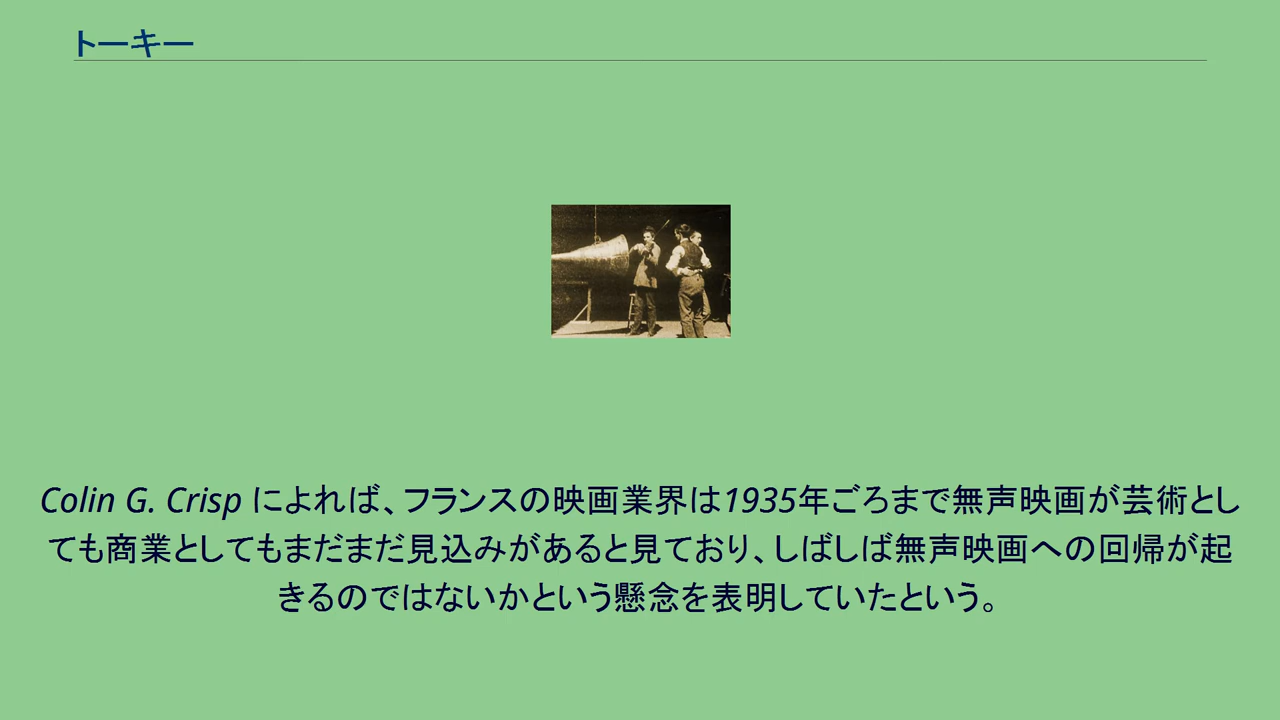 トーキー
Colin G. Crisp によれば、フランスの映画業界は1935年ごろまで無声映画が芸術とし
ても商業としてもまだまだ見込みがあると見ており、しばしば無声映画への回帰が起
きるのではないかという懸念を表明していたという。